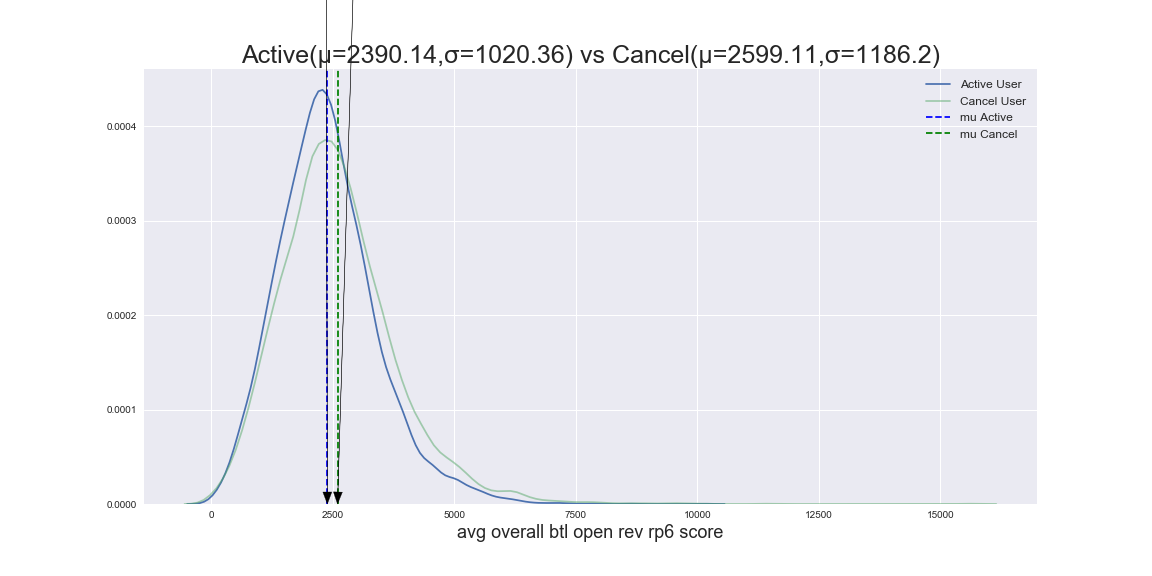 Active(μ=2390.14,σ=1020.36) vs Cancel(μ=2599.11,σ=1186.2)
Active User
Cancel User
mu Active
mu Cancel
0.0004
0.0003
0.0002
0.0001
0.0000
0 2500 5000 7500 10000 12500 15000
avg overall btl open rev rp6 score